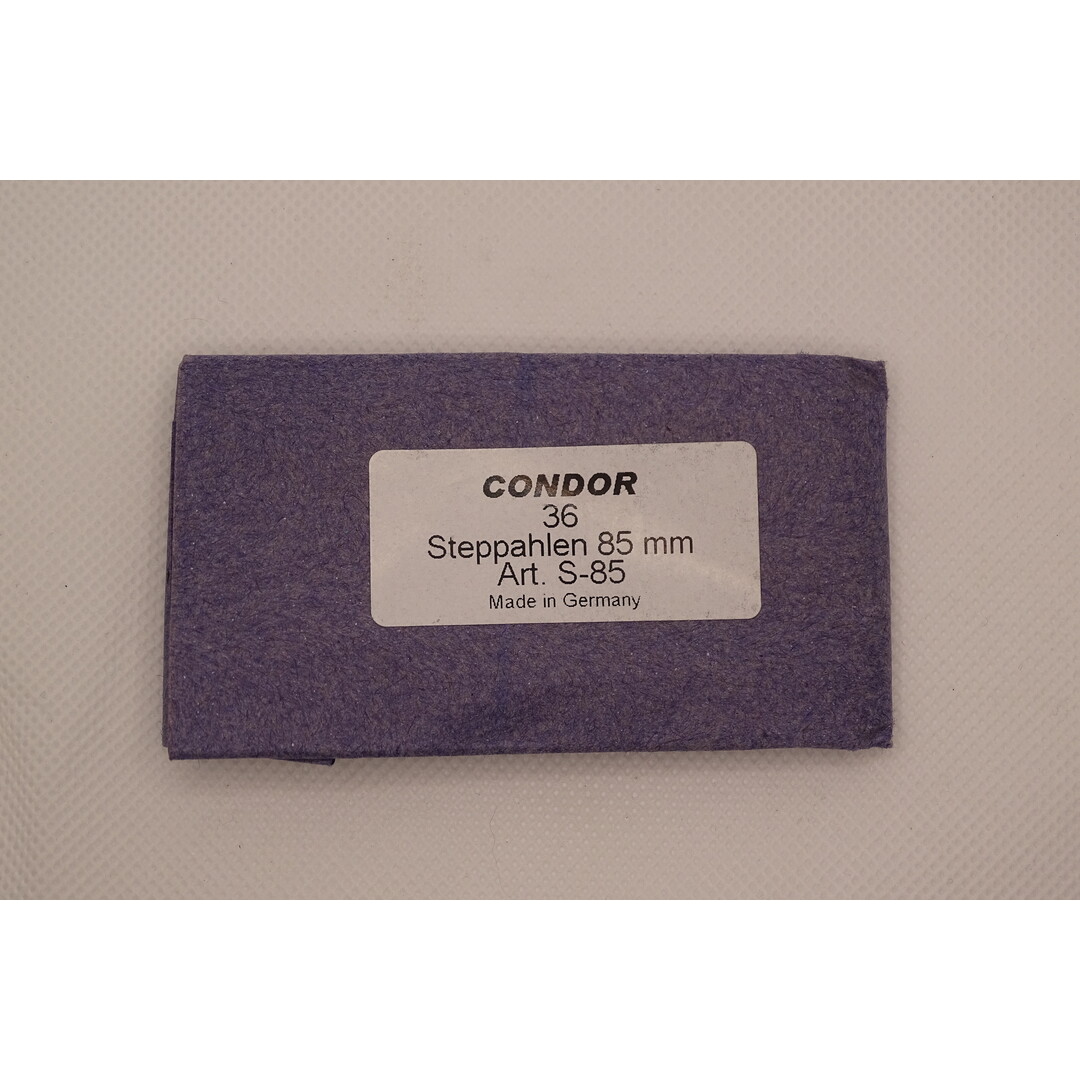 CONDOR
36
Steppahlen 85 mm
Art. S-85
Made in Germany